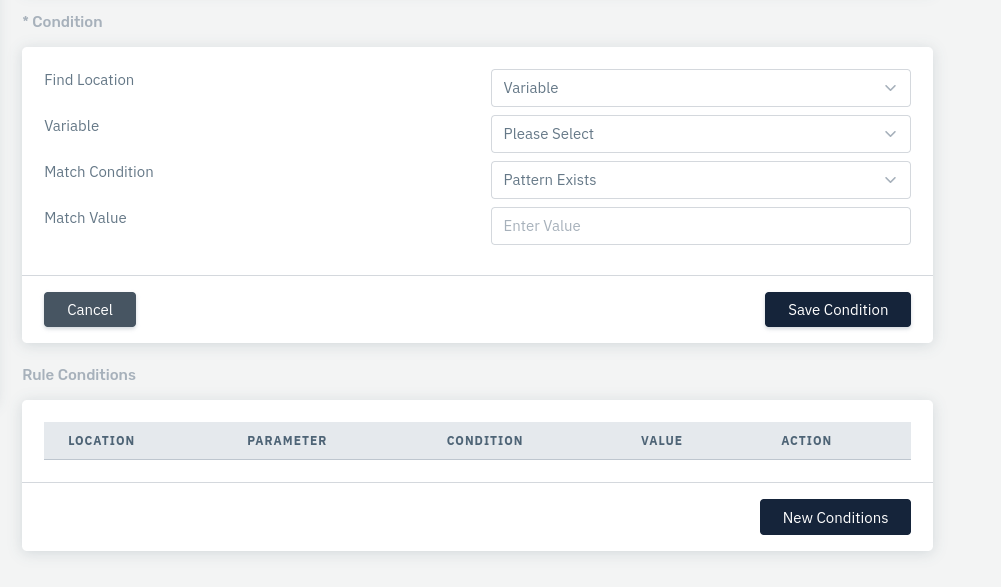 * Condition
Find Location
Variable
Variable
Please Select
Match Condition
Pattern Exists
Match Value
Enter Value
Cancel
Save Condition
Rule Conditions
LOCATION PARAMETER CONDITION VALUE ACTION
New Conditions